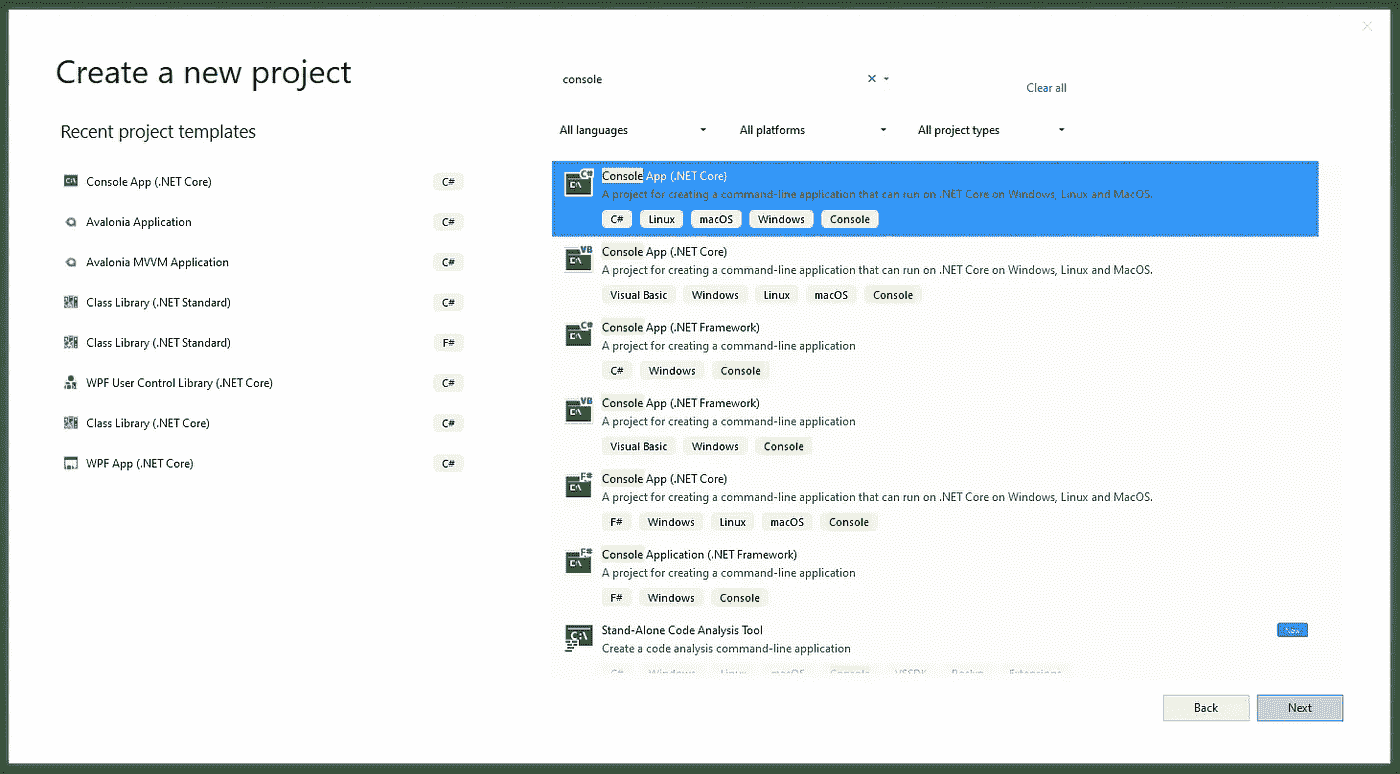 Create a new project
Recent project templates
Console App (.NET Core) C#
Avalonia Application C#
Avalonia MVVM Application C#
Class Library (.NET Standard) C#
Class Library (.NET Standard) F#
WPF User Control Library (.NET Core) C#
Class Library (.NET Core) C#
WPF App (.NET Core) C#
console
Clear all
All languages All platforms All project types
Console App (.NET Core)
A project for creating a command-line application that can run on .NET Core on Windows, Linux and MacOS.
C# Linux macOS Windows Console
Console App (.NET Core)
A project for creating a command-line application that can run on .NET Core on Windows, Linux and MacOS.
Visual Basic Windows Linux macOS Console
Console App (.NET Framework)
A project for creating a command-line application
C# Windows Console
Console App (.NET Framework)
A project for creating a command-line application
Visual Basic Windows Console
Console App (.NET Core)
A project for creating a command-line application that can run on .NET Core on Windows, Linux and MacOS.
F# Windows Linux macOS Console
Console Application (.NET Framework)
A project for creating a command-line application
F# Windows Console
Stand-Alone Code Analysis Tool
New
Create a code analysis command-line application
C# Windows Linux macOS Console VSSDK Roslyn Extensions
Back Next